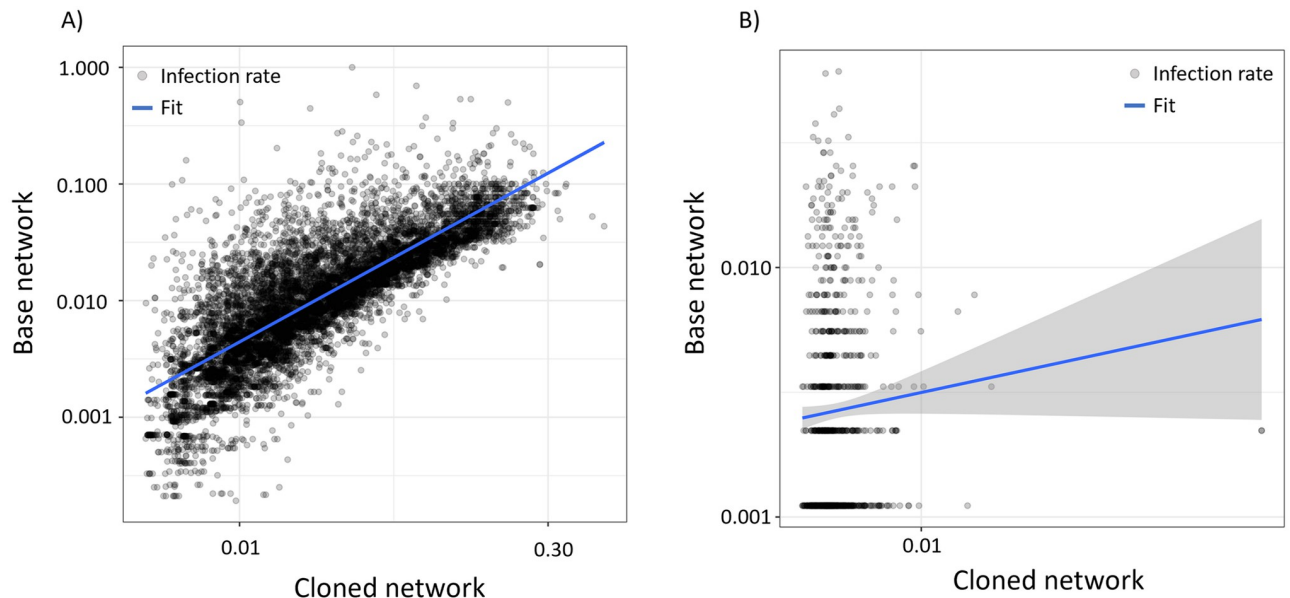 A)
1.000
0.100
0.010
0.001
Base network
Infection rate
Fit
0.01
0.30
Cloned network
B)
0.010
0.001
Base network
Infection rate
Fit
0.01
Cloned network